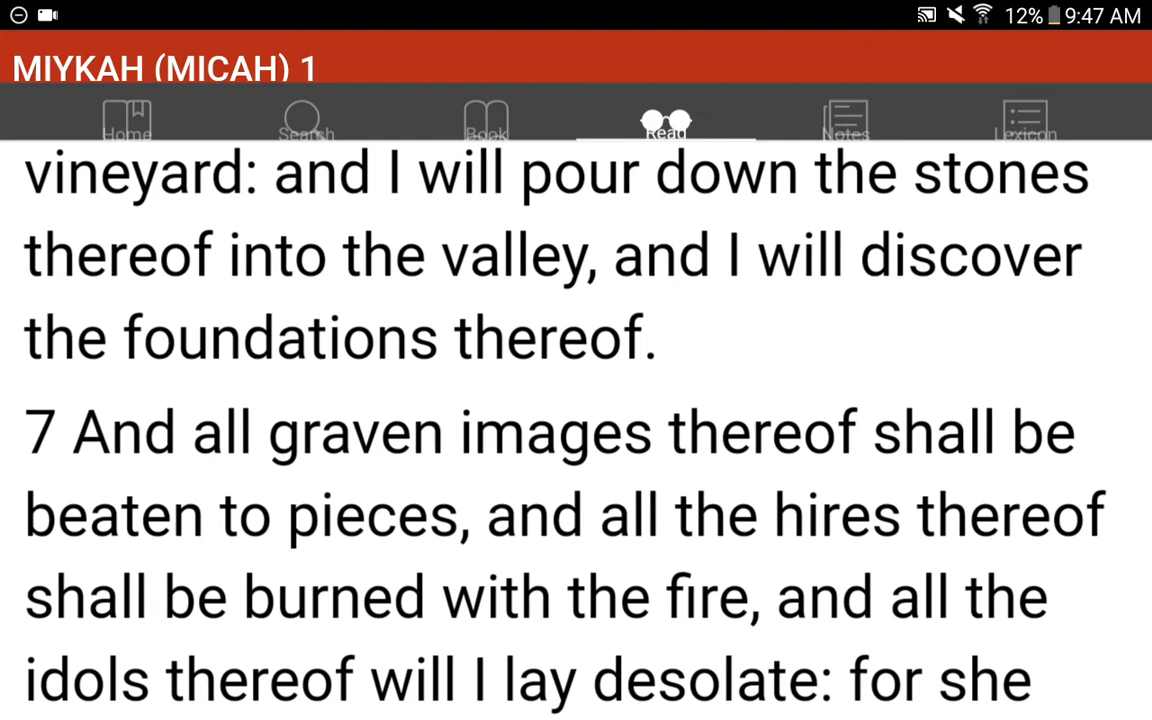 12% 9:47 AM
MIYKAH (MICAH) 1
Home Search Book Read Notes Lexicon
vineyard: and I will pour down the stones
thereof into the valley, and I will discover
the foundations thereof.
7 And all graven images thereof shall be
beaten to pieces, and all the hires thereof
shall be burned with the fire, and all the
idols thereof will I lay desolate: for she